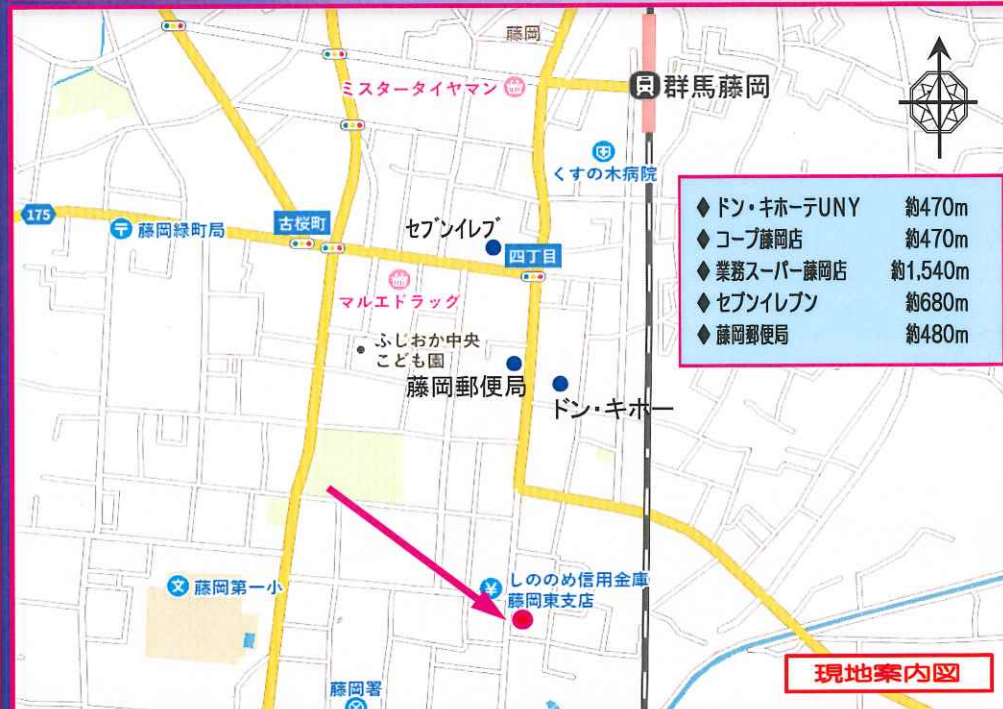 藤岡
ミスタータイヤマン
群馬藤岡
くすの木病院
◆ ドン・キホーテUNY 約470m
◆ コープ藤岡店 約470m
◆ 業務スーパー藤岡店 約1,540m
◆ セブンイレブン 約680m
◆ 藤岡郵便局 約480m
175
藤岡緑町局
古桜町
セブンイレブ
四丁目
マルエドラッグ
ふじおか中央
こども園
藤岡郵便局
ドン・キホー
藤岡第一小
しののめ信用金庫
藤岡東支店
現地案内図
藤岡署